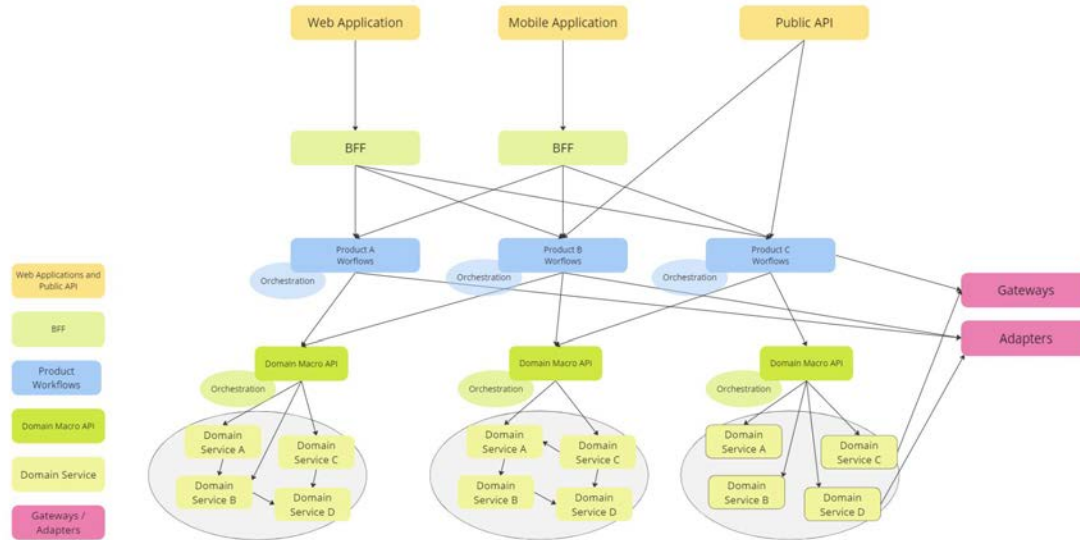 Web Application
Mobile Application
Public API
BFF
BFF
Product A
Worflows
Orchestration
Product B
Worflows
Orchestration
Product C
Worflows
Orchestration
Gateways
Adapters
Domain Macro API
Orchestration
Domain Macro API
Orchestration
Domain Macro API
Orchestration
Domain
Service A
Domain
Service C
Domain
Service B
Domain
Service D
Domain
Service A
Domain
Service C
Domain
Service B
Domain
Service D
Domain
Service A
Domain
Service C
Domain
Service B
Domain
Service D
Web Applications and
Public API
BFF
Product
Workflows
Domain Macro API
Domain Service
Gateways /
Adapters